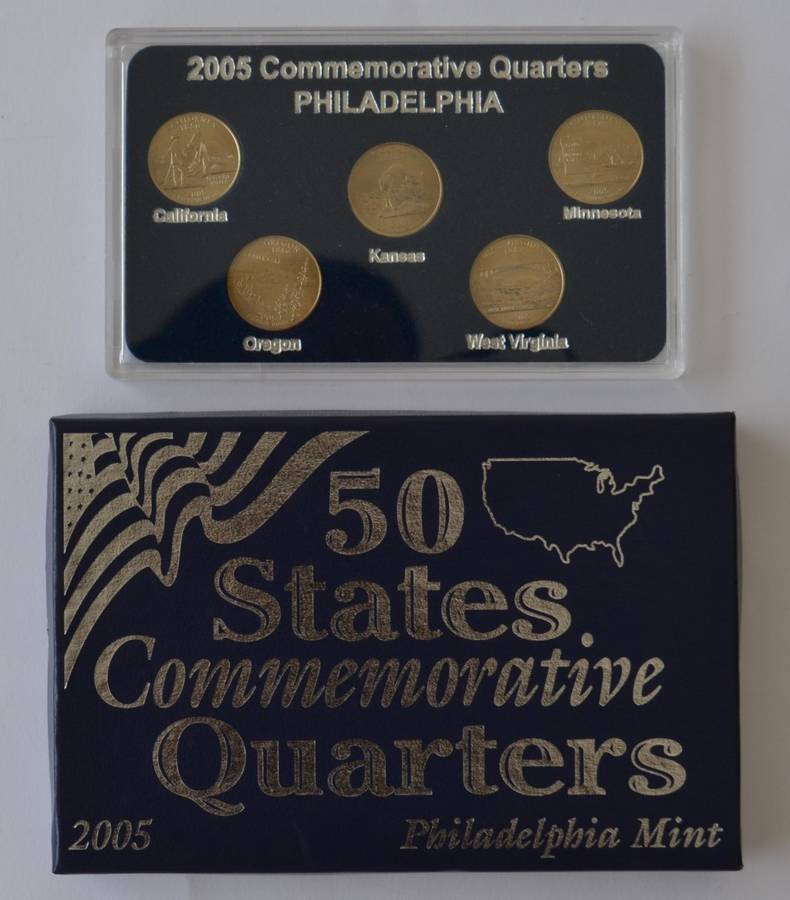 2005 Commemorative Quarters
PHILADELPHIA
California
Kansas
Minnesota
Oregon
West Virginia
50
States
Commemorative
Quarters
2005 Philadelphia Mint